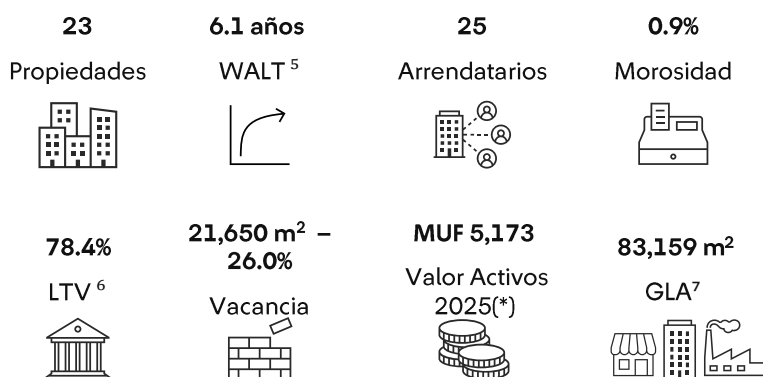 23
Propiedades
6.1 años
WALT ⁵
25
Arrendatarios
0.9%
Morosidad
78.4%
LTV ⁶
21,650 m² –
26.0%
Vacancia
MUF 5,173
Valor Activos
2025(*)
83,159 m²
GLA⁷